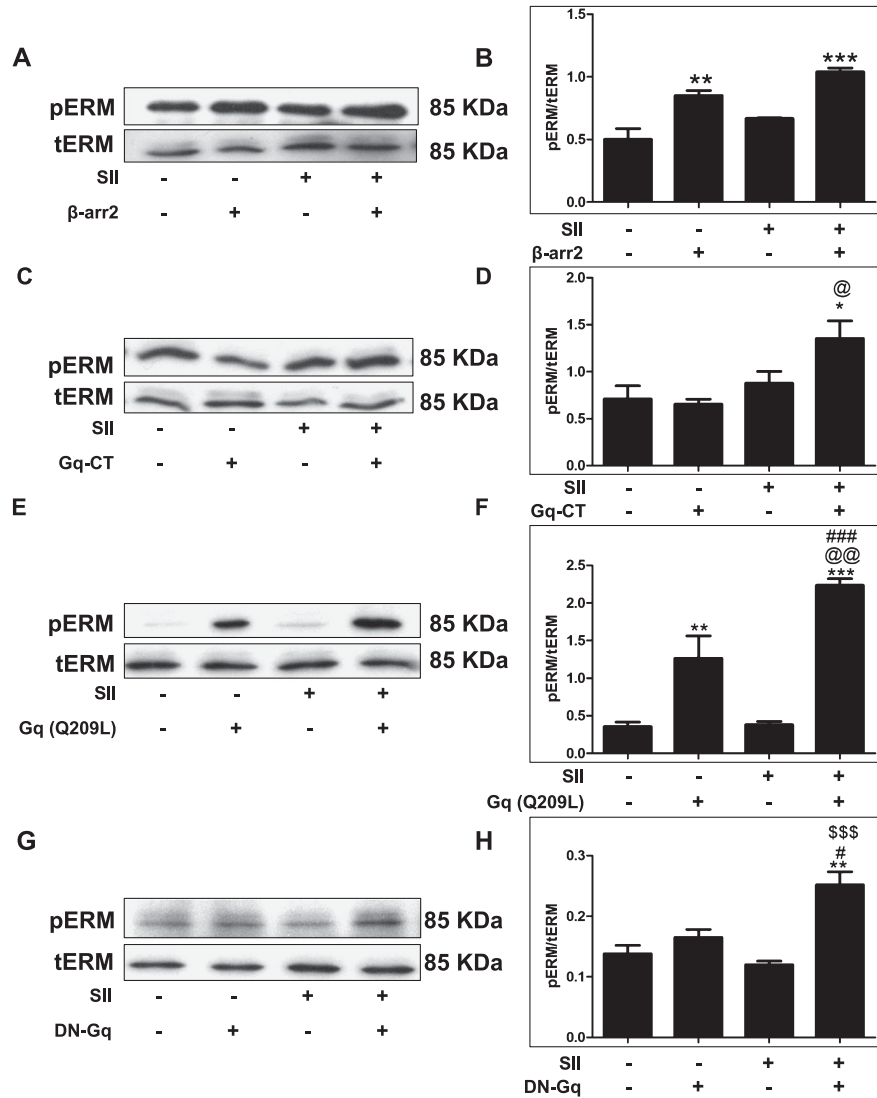 A
pERM 85 KDa
tERM 85 KDa
SII - - + +
β-arr2 - + - +
B
pERM/tERM
1.5
1.0
0.5
0.0
** ***
SII - - + +
β-arr2 - + - +
C
pERM 85 KDa
tERM 85 KDa
SII - - + +
Gq-CT - + - +
D
pERM/tERM
2.0
1.5
1.0
0.5
0.0
@
*
SII - - + +
Gq-CT - + - +
E
pERM 85 KDa
tERM 85 KDa
SII - - + +
Gq (Q209L) - + - +
F
pERM/tERM
2.5
2.0
1.5
1.0
0.5
0.0
###
@@
** ***
SII - - + +
Gq (Q209L) - + - +
G
pERM 85 KDa
tERM 85 KDa
SII - - + +
DN-Gq - + - +
H
pERM/tERM
0.3
0.2
0.1
0.0
$$$
#
**
SII - - + +
DN-Gq - + - +